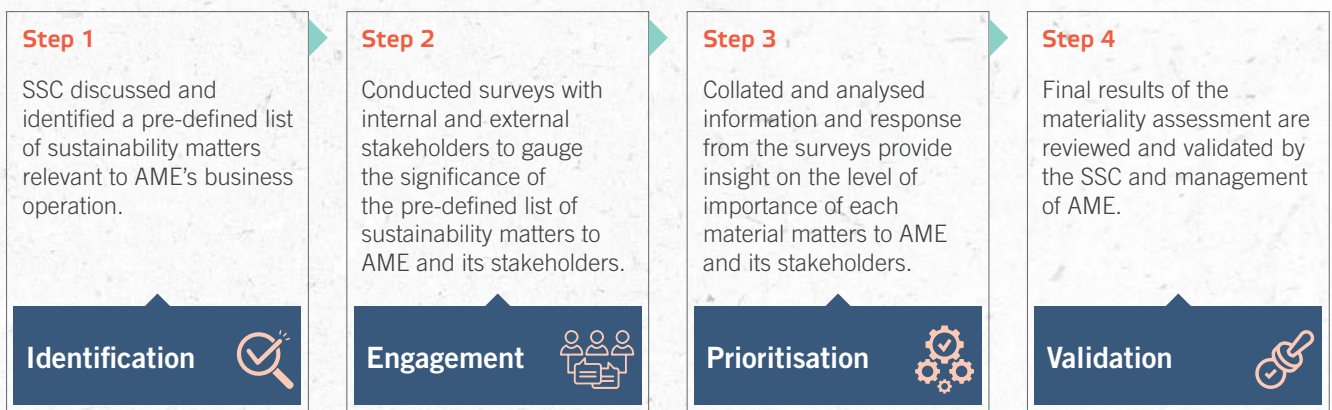 Step 1
SSC discussed and
identified a pre-defined list
of sustainability matters
relevant to AME's business
operation.
Identification
Step 2
Conducted surveys with
internal and external
stakeholders to gauge
the significance of
the pre-defined list of
sustainability matters to
AME and its stakeholders.
Engagement
Step 3
Collated and analysed
information and response
from the surveys provide
insight on the level of
importance of each
material matters to AME
and its stakeholders.
Prioritisation
Step 4
Final results of the
materiality assessment are
reviewed and validated by
the SSC and management
of AME.
Validation